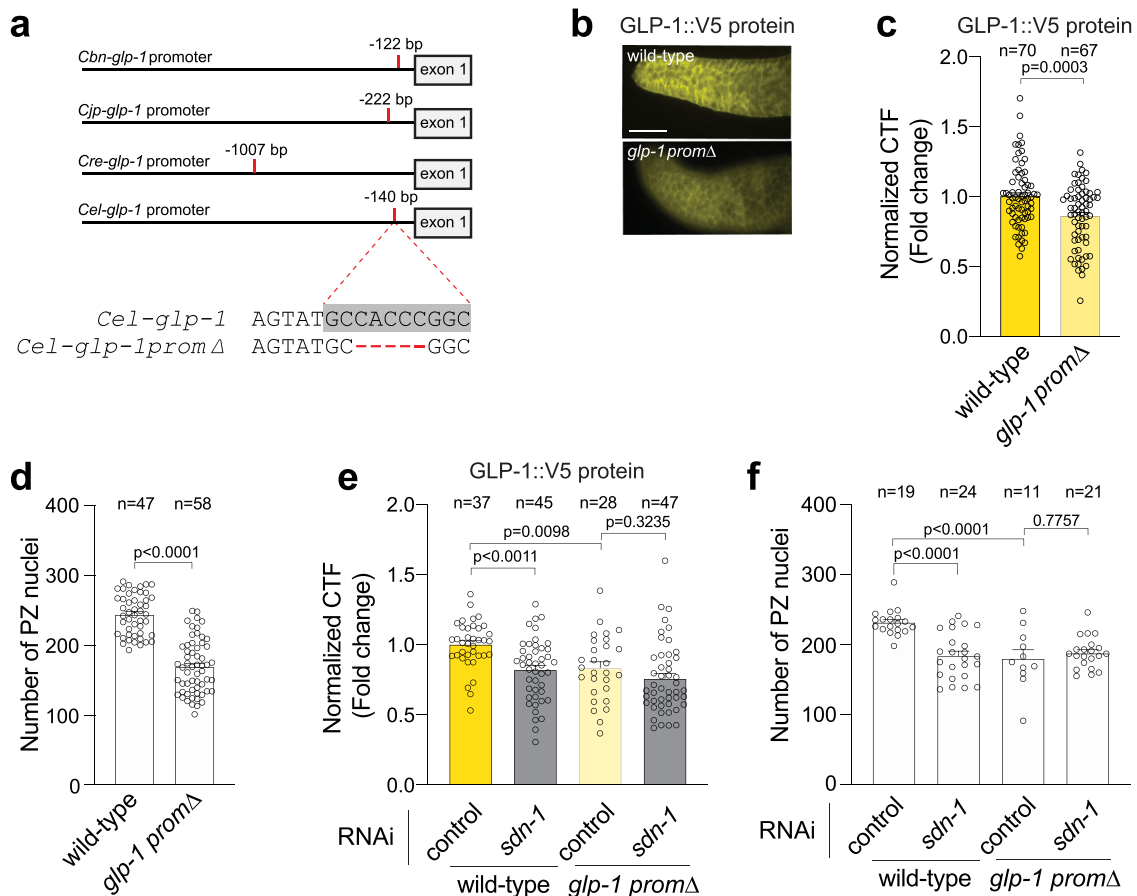 a
Cbn-glp-1 promoter
-122 bp
exon 1
Cjp-glp-1 promoter
-222 bp
exon 1
Cre-glp-1 promoter
-1007 bp
exon 1
Cel-glp-1 promoter
-140 bp
exon 1
Cel-glp-1 AGTATGCCACCCGGC
Cel-glp-1promΔ AGTATGC-----GGC
b
GLP-1::V5 protein
wild-type
glp-1 promΔ
c
GLP-1::V5 protein
n=70 n=67
p=0.0003
Normalized CTF
(Fold change)
2.0
1.5
1.0
0.5
0.0
wild-type
glp-1 promΔ
d
n=47 n=58
p<0.0001
Number of PZ nuclei
400
300
200
100
0
wild-type
glp-1 promΔ
e
GLP-1::V5 protein
n=37 n=45 n=28 n=47
p=0.0098
p=0.3235
p<0.0011
Normalized CTF
(Fold change)
2.0
1.5
1.0
0.5
0.0
RNAi
control
sdn-1
control
sdn-1
wild-type
glp-1 promΔ
f
n=19 n=24 n=11 n=21
p<0.0001
0.7757
p<0.0001
Number of PZ nuclei
400
300
200
100
0
RNAi
control
sdn-1
control
sdn-1
wild-type
glp-1 promΔ